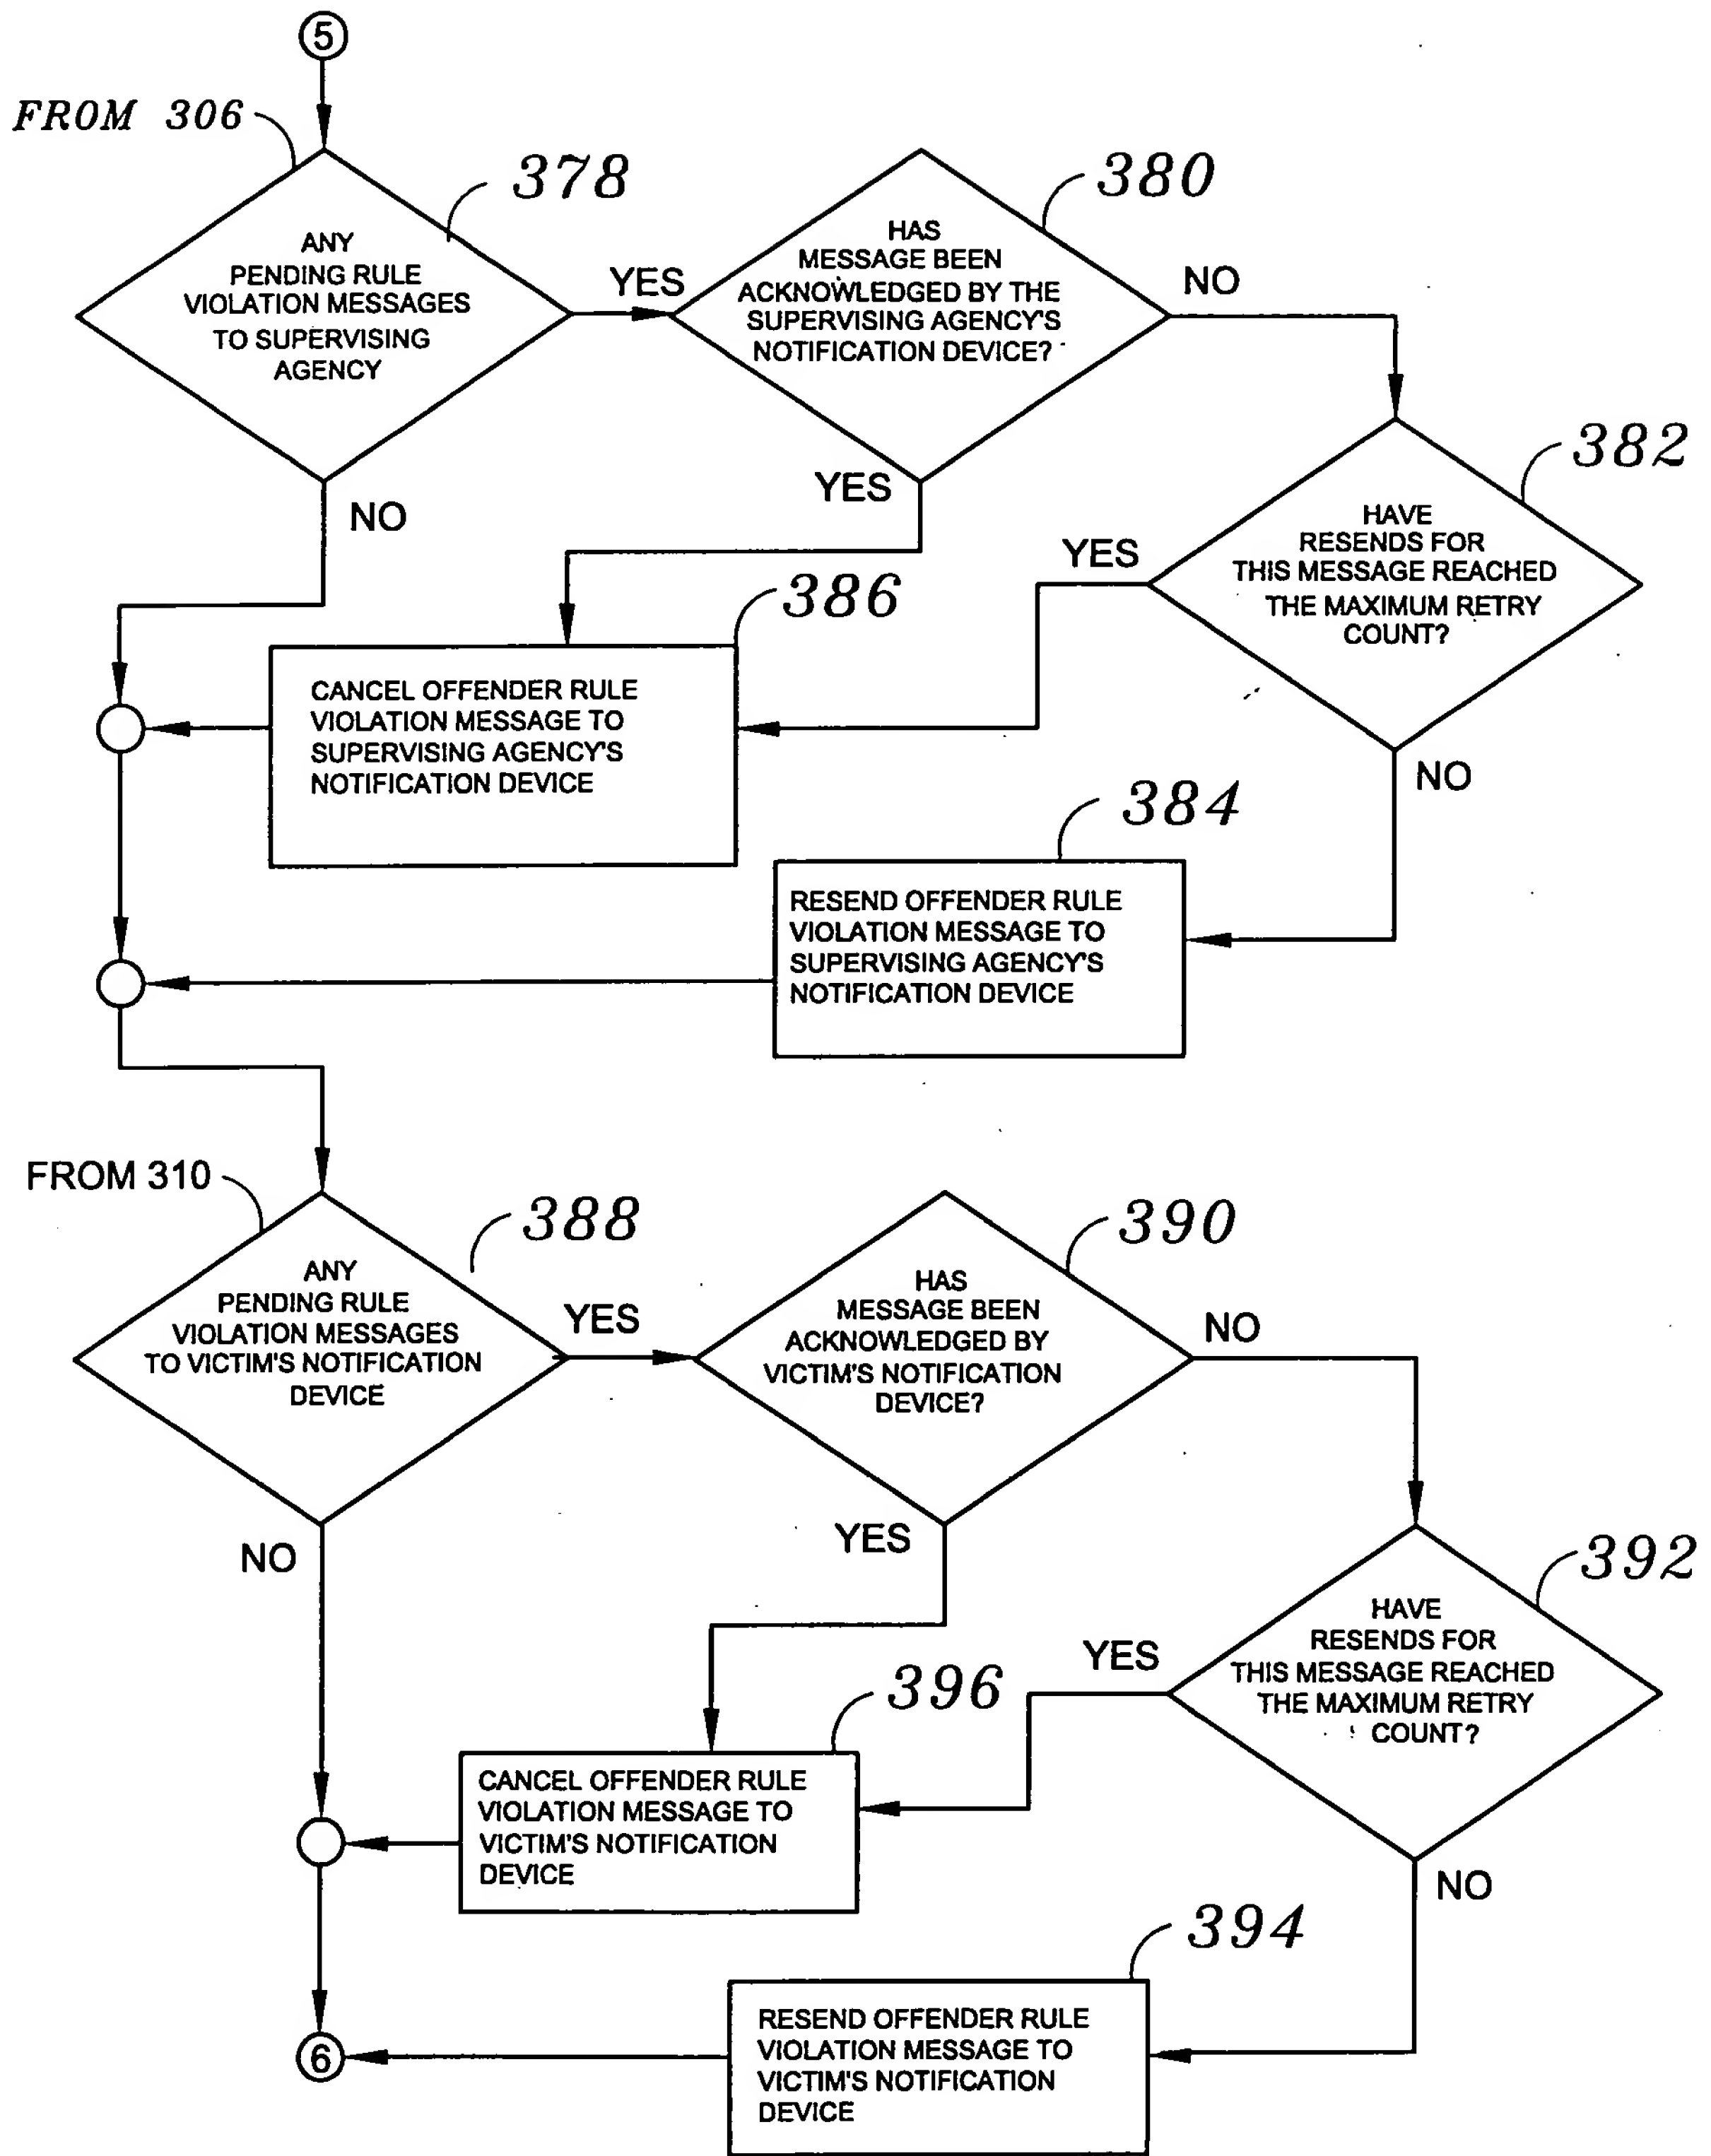 5
FROM 306
378
ANY
PENDING RULE
VIOLATION MESSAGES
TO SUPERVISING
AGENCY
YES
NO
380
HAS
MESSAGE BEEN
ACKNOWLEDGED BY THE
SUPERVISING AGENCY'S
NOTIFICATION DEVICE?
NO
YES
382
HAVE
RESENDS FOR
THIS MESSAGE REACHED
THE MAXIMUM RETRY
COUNT?
YES
NO
386
CANCEL OFFENDER RULE
VIOLATION MESSAGE TO
SUPERVISING AGENCY'S
NOTIFICATION DEVICE
384
RESEND OFFENDER RULE
VIOLATION MESSAGE TO
SUPERVISING AGENCY'S
NOTIFICATION DEVICE
FROM 310
388
ANY
PENDING RULE
VIOLATION MESSAGES
TO VICTIM'S NOTIFICATION
DEVICE
YES
NO
390
HAS
MESSAGE BEEN
ACKNOWLEDGED BY
VICTIM'S NOTIFICATION
DEVICE?
NO
YES
392
HAVE
RESENDS FOR
THIS MESSAGE REACHED
THE MAXIMUM RETRY
COUNT?
YES
NO
396
CANCEL OFFENDER RULE
VIOLATION MESSAGE TO
VICTIM'S NOTIFICATION
DEVICE
394
RESEND OFFENDER RULE
VIOLATION MESSAGE TO
VICTIM'S NOTIFICATION
DEVICE
6